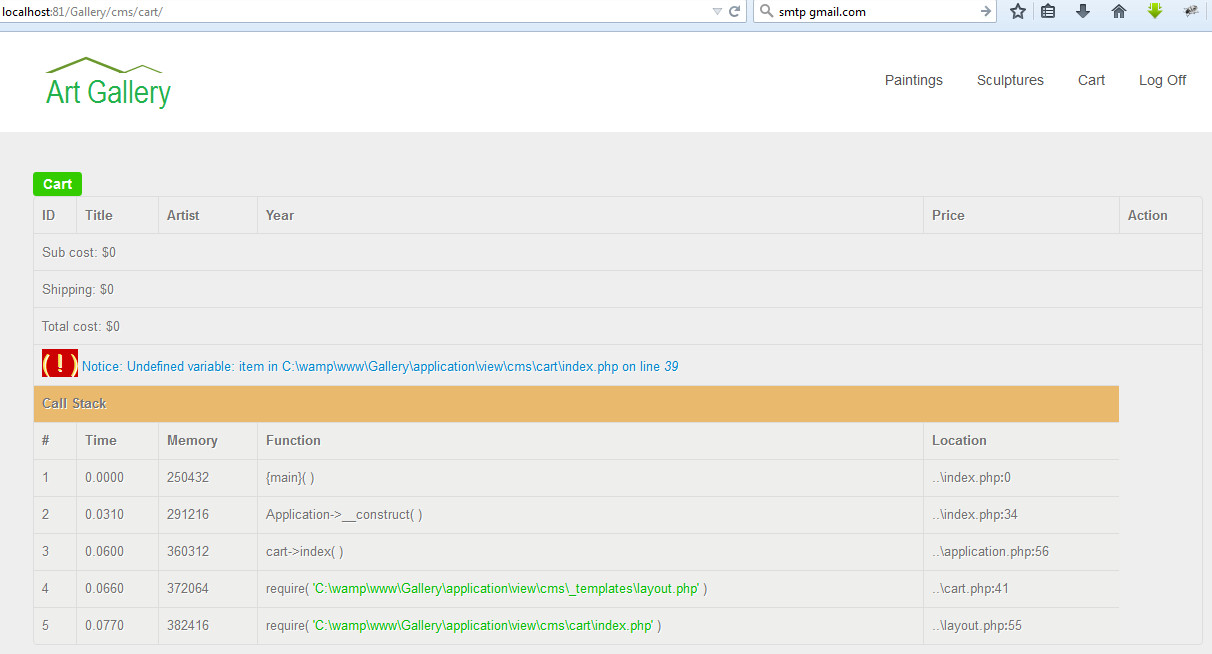 localhost:81/Gallery/cms/cart/ smtp gmail.com
Art Gallery
Paintings Sculptures Cart Log Off
Cart
ID Title Artist Year Price Action
Sub cost: $0
Shipping: $0
Total cost: $0
( ! ) Notice: Undefined variable: item in C:\wamp\www\Gallery\application\view\cms\cart\index.php on line 39
Call Stack
# Time Memory Function Location
1 0.0000 250432 {main}( ) ..\index.php:0
2 0.0310 291216 Application->__construct( ) ..\index.php:34
3 0.0600 360312 cart->index( ) ..\application.php:56
4 0.0660 372064 require( 'C:\wamp\www\Gallery\application\view\cms\_templates\layout.php' ) ..\cart.php:41
5 0.0770 382416 require( 'C:\wamp\www\Gallery\application\view\cms\cart\index.php' ) ..\layout.php:55